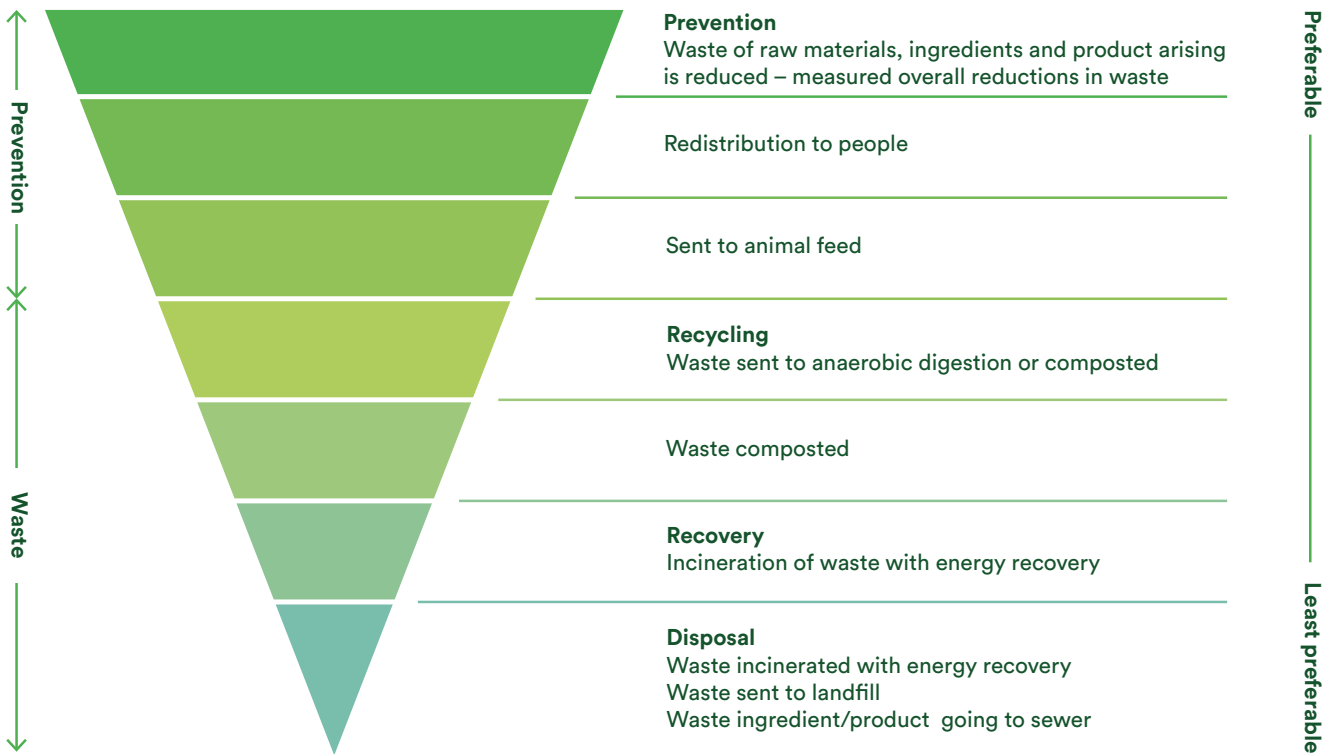 Prevention
Waste of raw materials, ingredients and product arising
is reduced – measured overall reductions in waste
Redistribution to people
Sent to animal feed
Recycling
Waste sent to anaerobic digestion or composted
Waste composted
Recovery
Incineration of waste with energy recovery
Disposal
Waste incinerated with energy recovery
Waste sent to landfill
Waste ingredient/product going to sewer
Prevention
Waste
Preferable
Least preferable